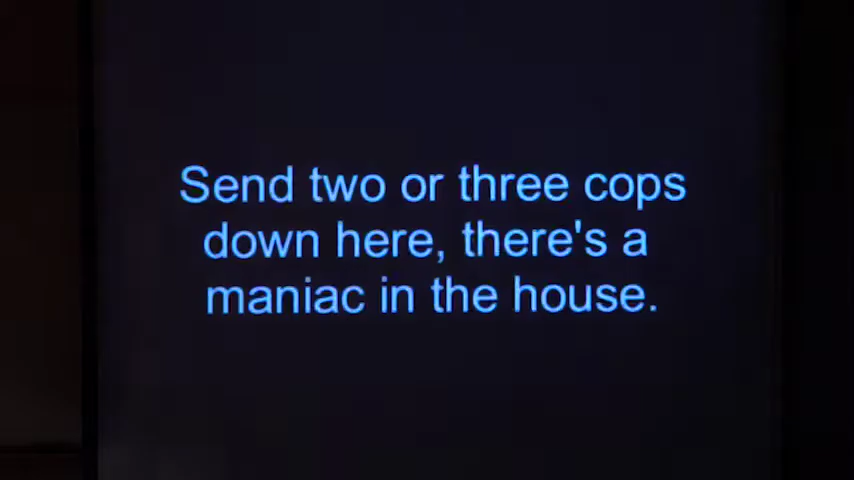 Send two or three cops
down here, there's a
maniac in the house.